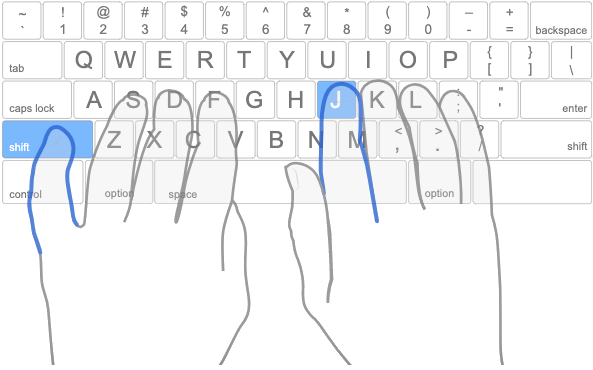 ~ ! @ # $ % ^ & * ( ) – +
` 1 2 3 4 5 6 7 8 9 0 - = backspace
tab Q W E R T Y U I O P { [ } ] | \
caps lock A S D F G H J K L : ; " ' enter
shift Z X C V B N M < , > . ? / shift
control option space option